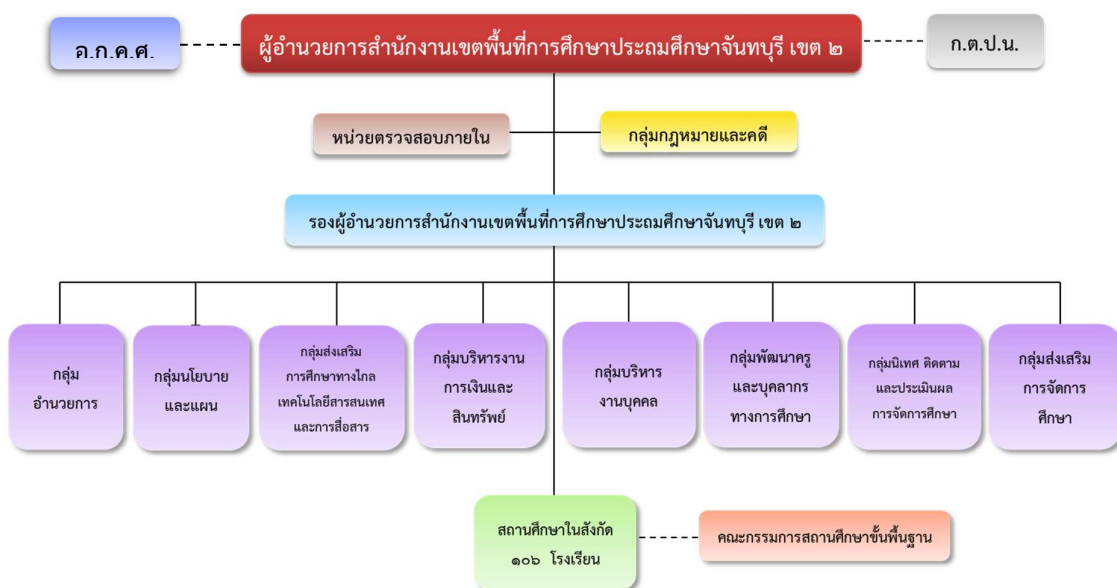 อ.ก.ค.ศ.
ผู้อำนวยการสำนักงานเขตพื้นที่การศึกษาประถมศึกษาจันทบุรี เขต ๒
ก.ต.ป.น.
หน่วยตรวจสอบภายใน
กลุ่มกฎหมายและคดี
รองผู้อำนวยการสำนักงานเขตพื้นที่การศึกษาประถมศึกษาจันทบุรี เขต ๒
กลุ่ม
อำนวยการ
กลุ่มนโยบาย
และแผน
กลุ่มส่งเสริม
การศึกษาทางไกล
เทคโนโลยีสารสนเทศ
และการสื่อสาร
กลุ่มบริหารงาน
การเงินและ
สินทรัพย์
กลุ่มบริหาร
งานบุคคล
กลุ่มพัฒนาครู
และบุคลากร
ทางการศึกษา
กลุ่มนิเทศ ติดตาม
และประเมินผล
การจัดการศึกษา
กลุ่มส่งเสริม
การจัดการ
ศึกษา
สถานศึกษาในสังกัด
๑๐๖ โรงเรียน
คณะกรรมการสถานศึกษาขั้นพื้นฐาน